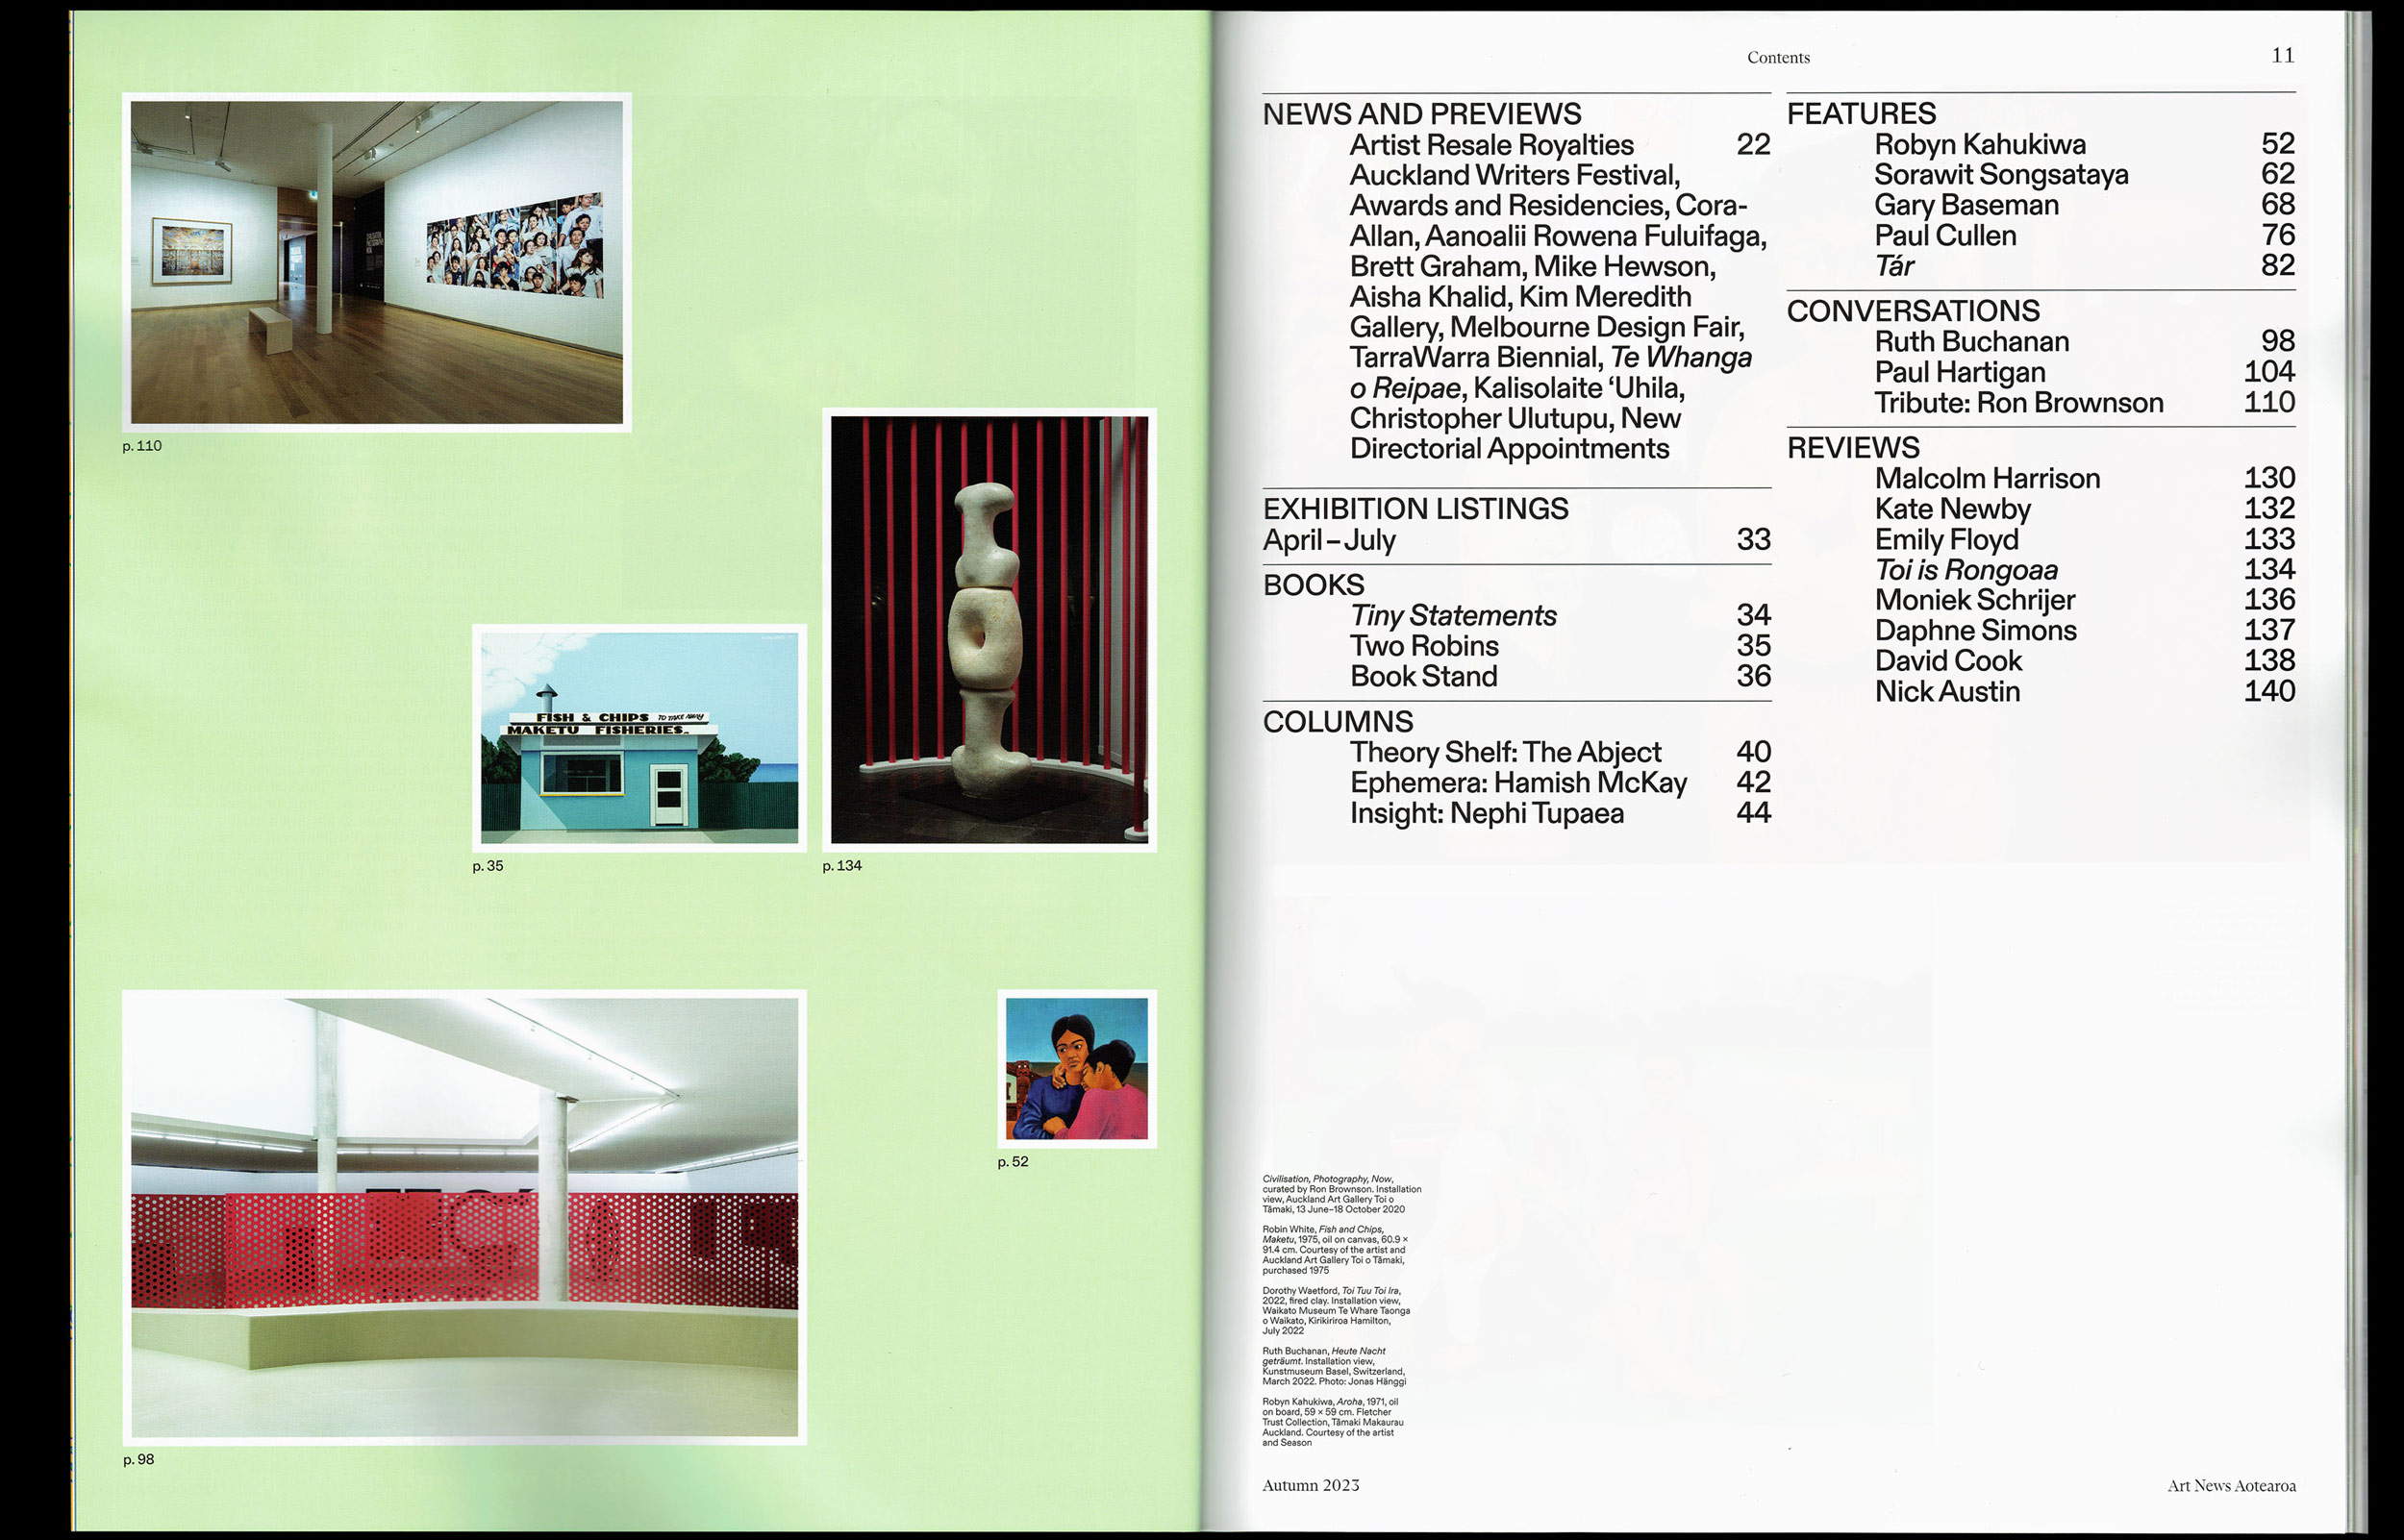 p. 110
FISH & CHIPS TO TAKE AWAY
MAKETU FISHERIES
p. 35
p. 134
p. 98
p. 52
Contents
11
NEWS AND PREVIEWS
Artist Resale Royalties 22
Auckland Writers Festival,
Awards and Residencies, Cora-
Allan, Aanoalii Rowena Fuluifaga,
Brett Graham, Mike Hewson,
Aisha Khalid, Kim Meredith
Gallery, Melbourne Design Fair,
TarraWarra Biennial, Te Whanga
o Reipae, Kalisolaite ‘Uhila,
Christopher Ulutupu, New
Directorial Appointments
EXHIBITION LISTINGS
April – July 33
BOOKS
Tiny Statements 34
Two Robins 35
Book Stand 36
COLUMNS
Theory Shelf: The Abject 40
Ephemera: Hamish McKay 42
Insight: Nephi Tupaea 44
FEATURES
Robyn Kahukiwa 52
Sorawit Songsataya 62
Gary Baseman 68
Paul Cullen 76
Tár 82
CONVERSATIONS
Ruth Buchanan 98
Paul Hartigan 104
Tribute: Ron Brownson 110
REVIEWS
Malcolm Harrison 130
Kate Newby 132
Emily Floyd 133
Toi is Rongoaa 134
Moniek Schrijer 136
Daphne Simons 137
David Cook 138
Nick Austin 140
Civilisation, Photography, Now,
curated by Ron Brownson. Installation
view, Auckland Art Gallery Toi o
Tāmaki, 13 June–18 October 2020
Robin White, Fish and Chips,
Maketu, 1975, oil on canvas, 60.9 ×
91.4 cm. Courtesy of the artist and
Auckland Art Gallery Toi o Tāmaki,
purchased 1975
Dorothy Waetford, Toi Tuu Toi Ira,
2022, fired clay. Installation view,
Waikato Museum Te Whare Taonga
o Waikato, Kirikiriroa Hamilton,
July 2022
Ruth Buchanan, Heute Nacht
geträumt. Installation view,
Kunstmuseum Basel, Switzerland,
March 2022. Photo: Jonas Hänggi
Robyn Kahukiwa, Aroha, 1971, oil
on board, 59 × 59 cm. Fletcher
Trust Collection, Tāmaki Makaurau
Auckland. Courtesy of the artist
and Season
Autumn 2023
Art News Aotearoa